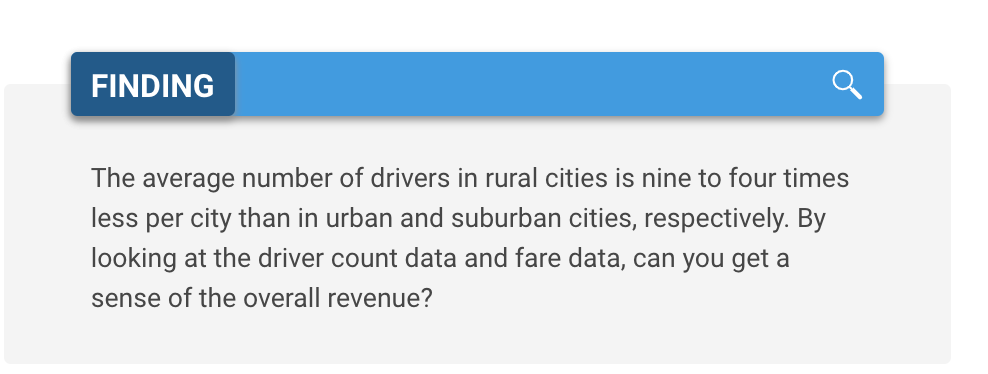 FINDING
The average number of drivers in rural cities is nine to four times
less per city than in urban and suburban cities, respectively. By
looking at the driver count data and fare data, can you get a
sense of the overall revenue?